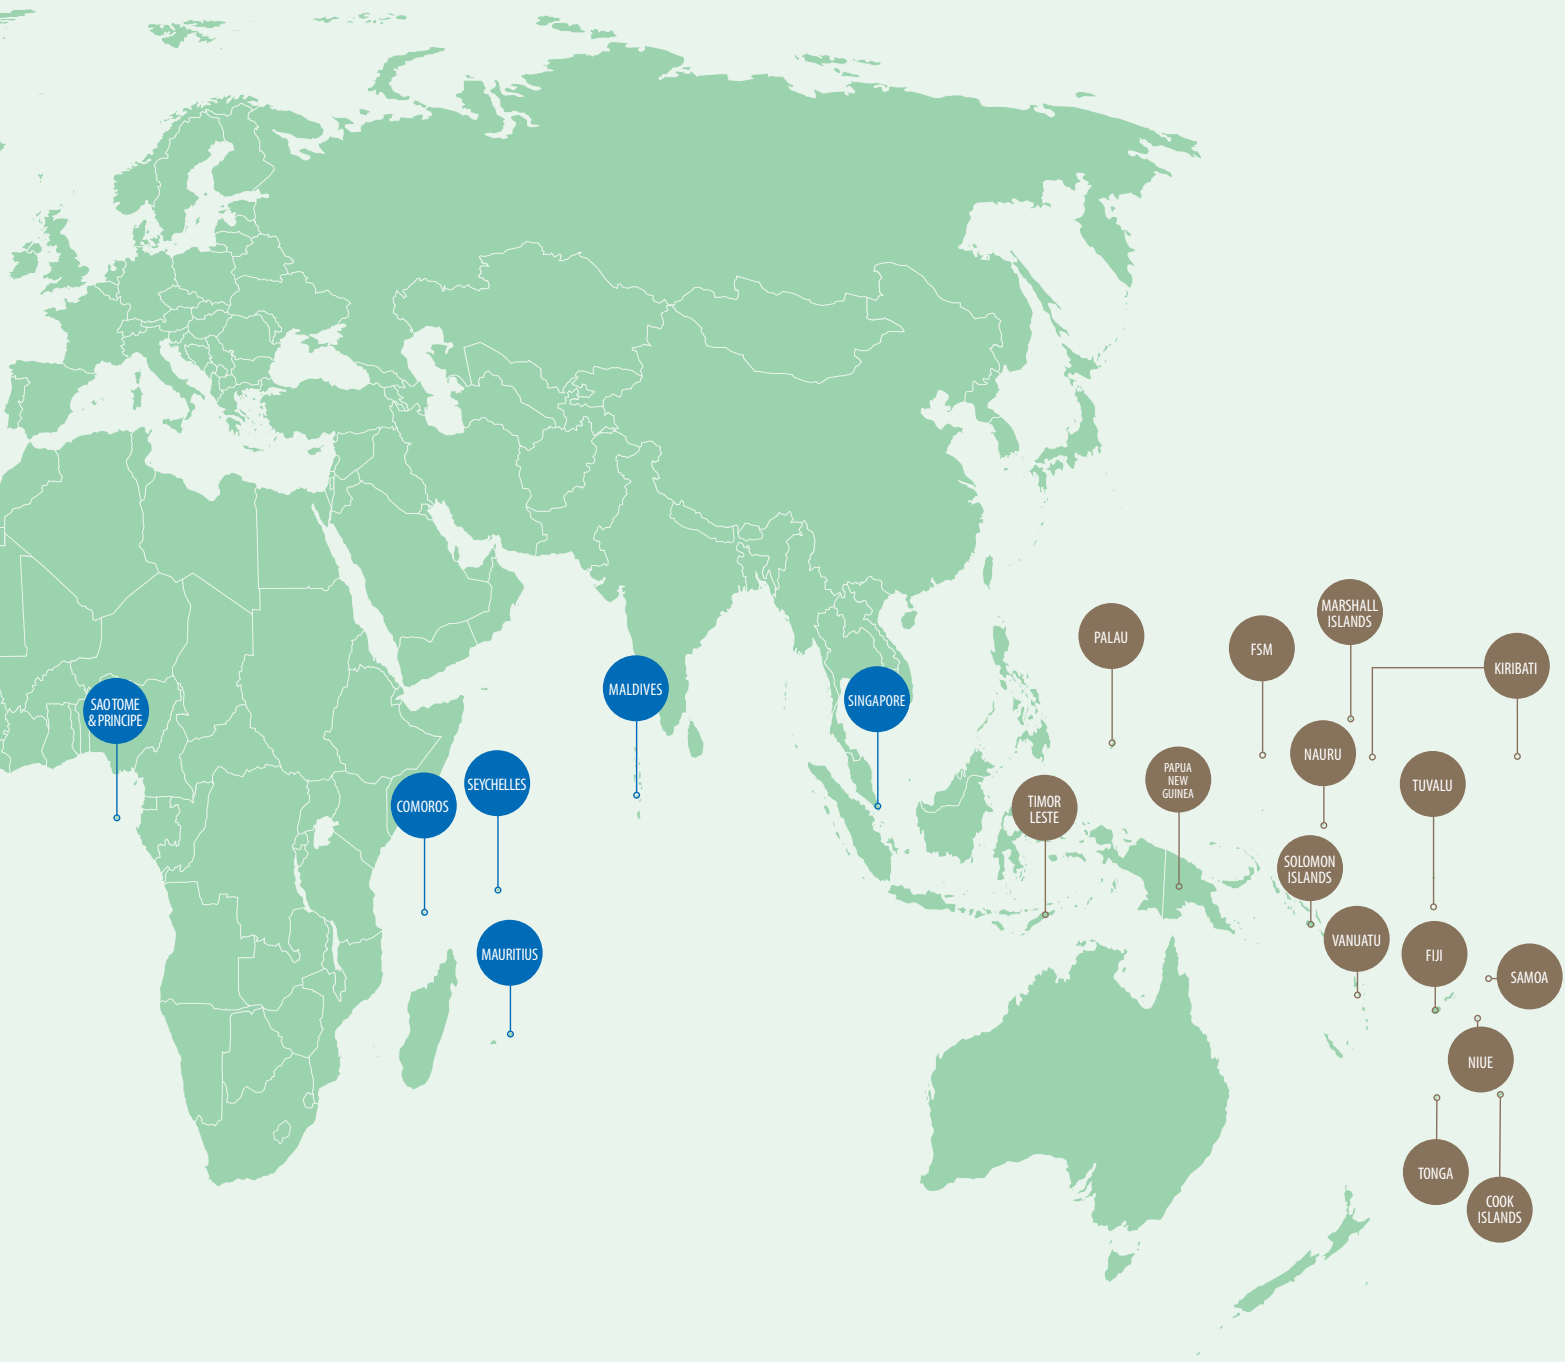 MARSHALL
ISLANDS
PALAU
FSM
KIRIBATI
SAO TOME
& PRINCIPE
MALDIVES
SINGAPORE
NAURU
SEYCHELLES
PAPUA
NEW
GUINEA
TUVALU
COMOROS
TIMOR
LESTE
SOLOMON
ISLANDS
VANUATU
MAURITIUS
FIJI
SAMOA
NIUE
TONGA
COOK
ISLANDS